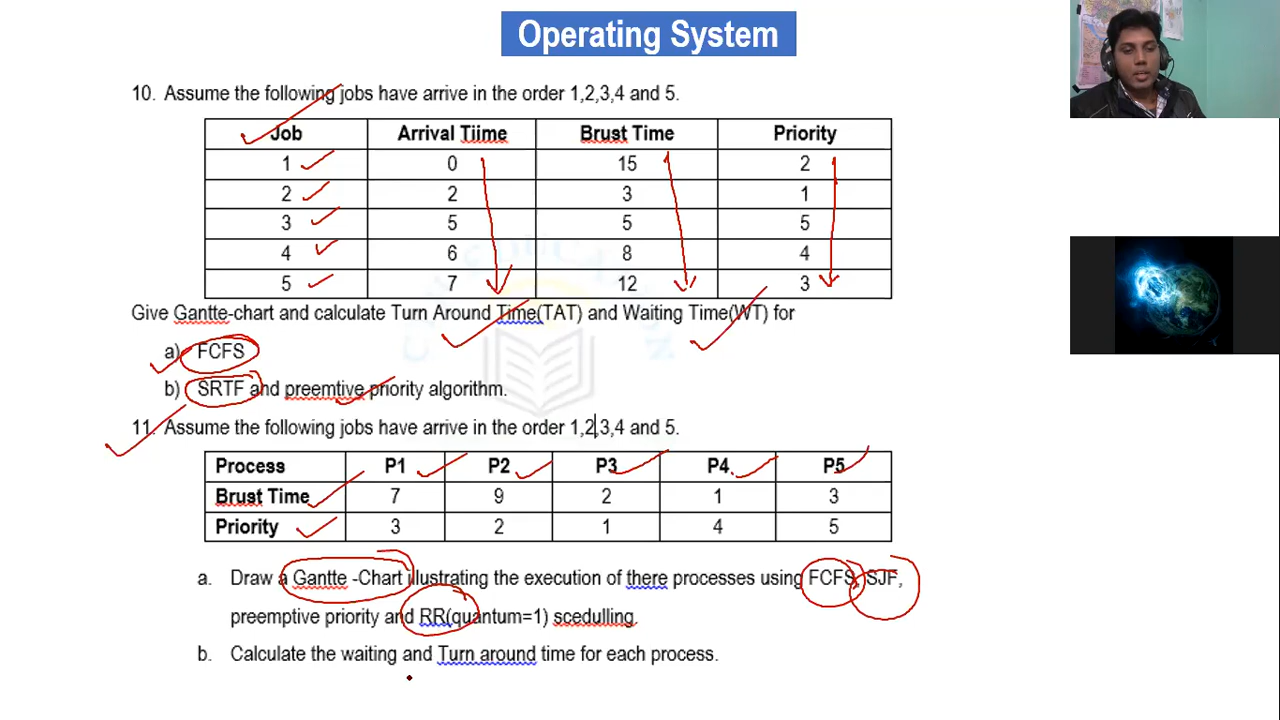 Operating System
10. Assume the following jobs have arrive in the order 1,2,3,4 and 5.
Job Arrival Tiime Brust Time Priority
1 0 15 2
2 2 3 1
3 5 5 5
4 6 8 4
5 7 12 3
Give Gantte-chart and calculate Turn Around Time(TAT) and Waiting Time(WT) for
a) FCFS
b) SRTF and preemtive priority algorithm.
11. Assume the following jobs have arrive in the order 1,2,3,4 and 5.
Process P1 P2 P3 P4 P5
Brust Time 7 9 2 1 3
Priority 3 2 1 4 5
a. Draw a Gantte -Chart illustrating the execution of there processes using FCFS, SJF,
preemptive priority and RR(quantum=1) scedulling.
b. Calculate the waiting and Turn around time for each process.